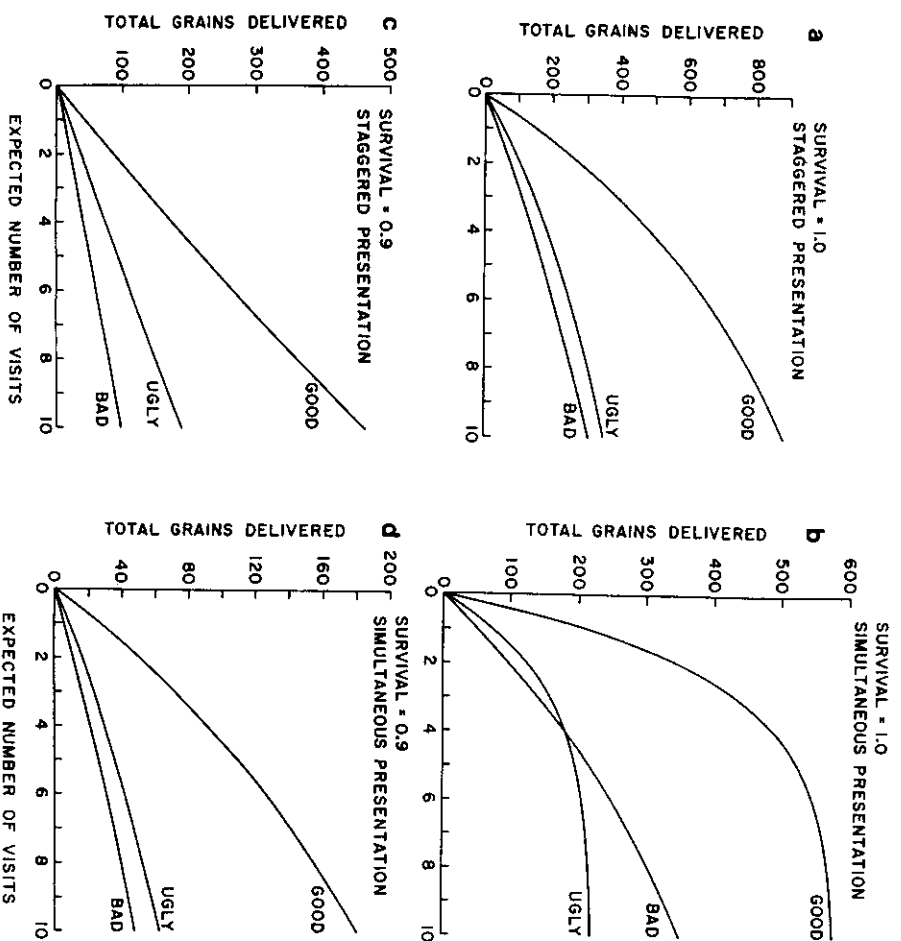 a
SURVIVAL = 1.0
STAGGERED PRESENTATION
TOTAL GRAINS DELIVERED
800
600
400
200
0
0 2 4 6 8 10
GOOD
UGLY
BAD
b
SURVIVAL = 1.0
SIMULTANEOUS PRESENTATION
TOTAL GRAINS DELIVERED
600
500
400
300
200
100
0
0 2 4 6 8 10
GOOD
BAD
UGLY
c
SURVIVAL = 0.9
STAGGERED PRESENTATION
TOTAL GRAINS DELIVERED
500
400
300
200
100
0
0 2 4 6 8 10
GOOD
UGLY
BAD
EXPECTED NUMBER OF VISITS
d
SURVIVAL = 0.9
SIMULTANEOUS PRESENTATION
TOTAL GRAINS DELIVERED
200
160
120
80
40
0
0 2 4 6 8 10
GOOD
UGLY
BAD
EXPECTED NUMBER OF VISITS